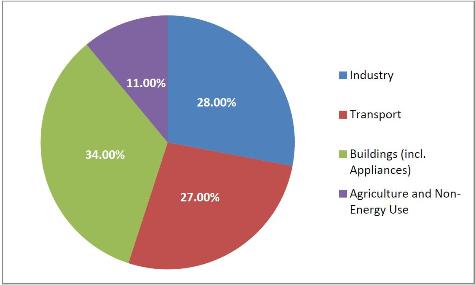 11.00%
28.00%
34.00%
27.00%
Industry
Transport
Buildings (incl.
Appliances)
Agriculture and Non-
Energy Use